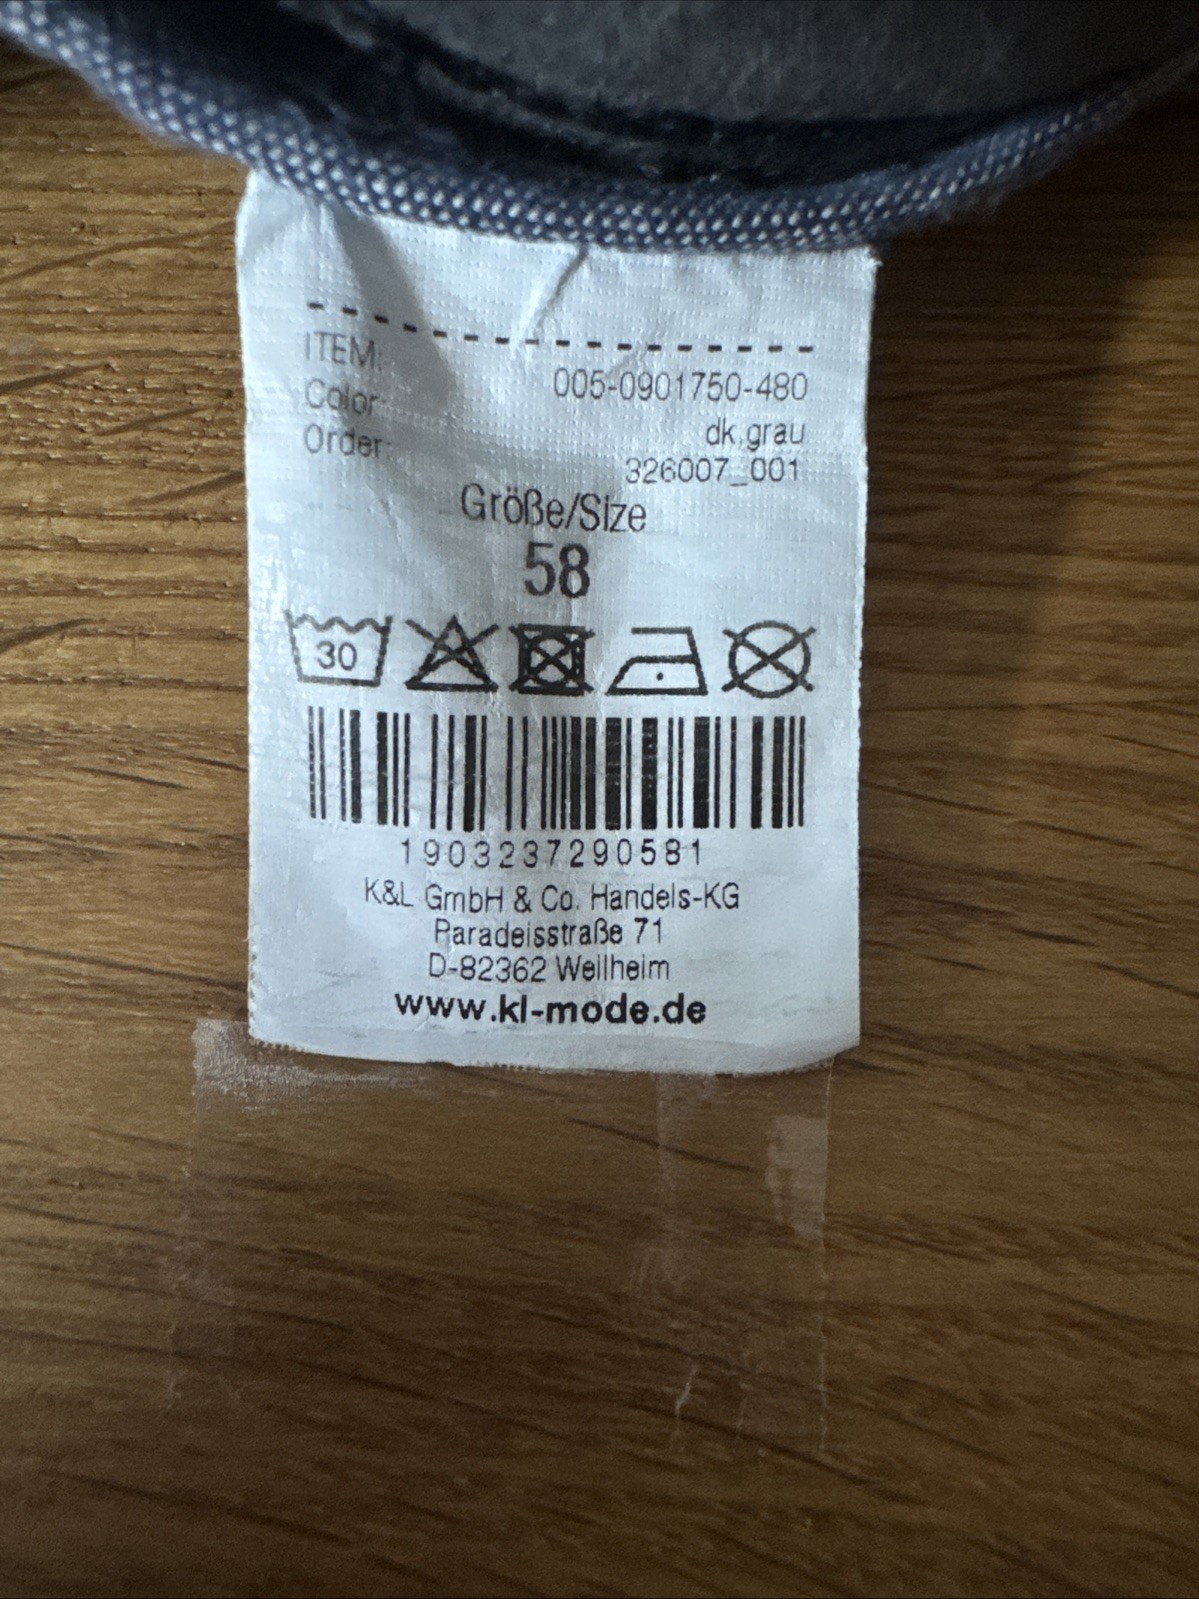 ITEM: 005-0901750-480
Color: dk.grau
Order: 326007_001
Größe/Size
58
30
1903237290581
K&L GmbH & Co. Handels-KG
Paradeisstraße 71
D-82362 Weilheim
www.kl-mode.de